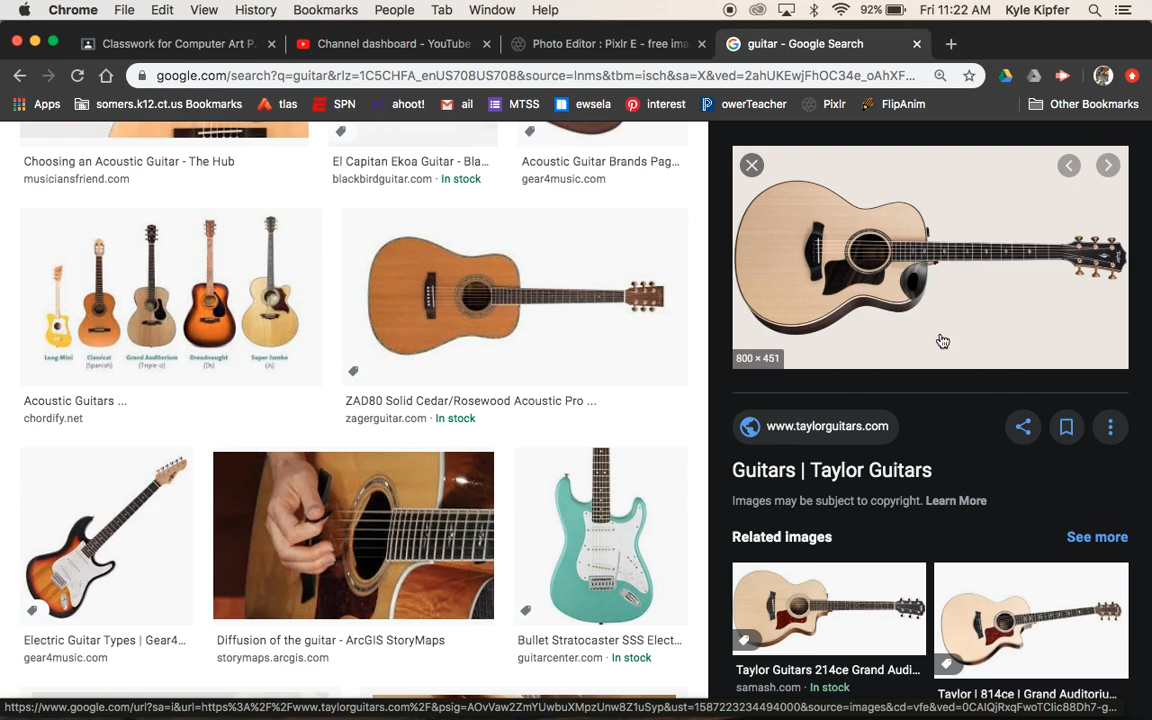 Chrome File Edit View History Bookmarks People Tab Window Help 92% Fri 11:22 AM Kyle Kipfer
Classwork for Computer Art P. Channel dashboard - YouTube Photo Editor : Pixlr E - free ima guitar - Google Search
google.com/search?q=guitar&rlz=1C5CHFA_enUS708US708&source=lnms&tbm=isch&sa=X&ved=2ahUKEwjFhOC34e_oAhXF...
Apps somers.k12.ct.us Bookmarks tlas SPN ahoot! ail MTSS ewsela interest owerTeacher Pixlr FlipAnim Other Bookmarks
Choosing an Acoustic Guitar - The Hub
musiciansfriend.com
El Capitan Ekoa Guitar - Bla...
blackbirdguitar.com · In stock
Acoustic Guitar Brands Pag...
gear4music.com
Classical
(Spanish)
Grand Auditorium
Dreadnought
(D)
Super Jumbo
Acoustic Guitars ...
chordify.net
ZAD80 Solid Cedar/Rosewood Acoustic Pro ...
zagerguitar.com · In stock
Electric Guitar Types | Gear4...
gear4music.com
Diffusion of the guitar - ArcGIS StoryMaps
storymaps.arcgis.com
Bullet Stratocaster SSS Elect...
guitarcenter.com · In stock
800 × 451
www.taylorguitars.com
Guitars | Taylor Guitars
Images may be subject to copyright. Learn More
Related images See more
Taylor Guitars 214ce Grand Audi...
samash.com · In stock
Taylor | 814ce | Grand Auditoriu...
https://www.google.com/url?sa=i&url=https%3A%2F%2Fwww.taylorguitars.com%2F&psig=AOvVaw2ZmYUwbuXMpzUnw8Z1uSyp&ust=1587223234494000&source=images&cd=vfe&ved=0CAIQjRxqFwoTCIic88Dh7-g...